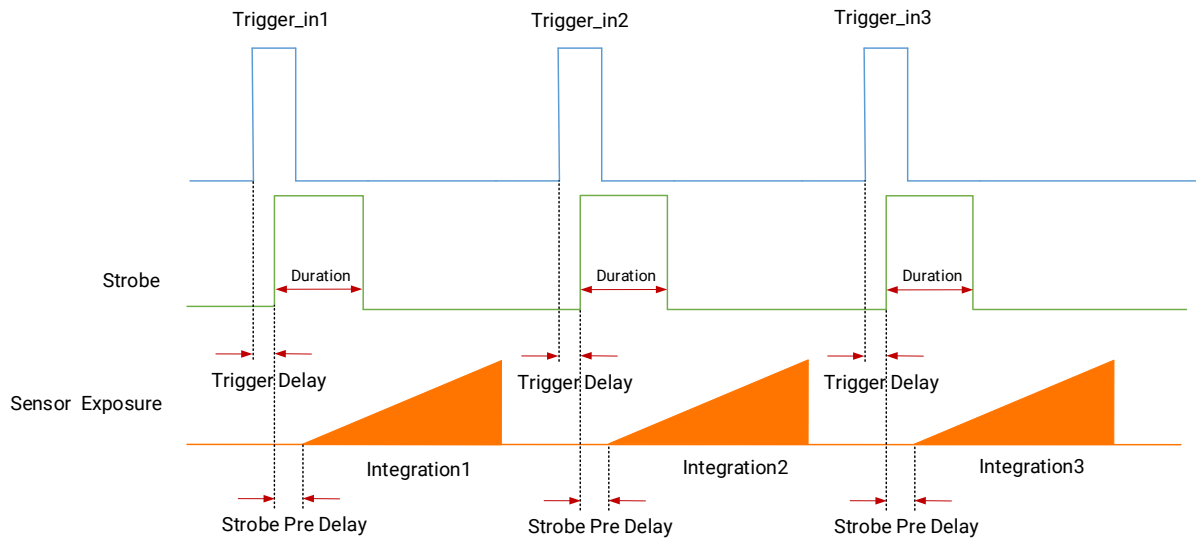 Trigger_in1
Trigger_in2
Trigger_in3
Strobe
Duration
Duration
Duration
Trigger Delay
Trigger Delay
Trigger Delay
Sensor Exposure
Integration1
Integration2
Integration3
Strobe Pre Delay
Strobe Pre Delay
Strobe Pre Delay